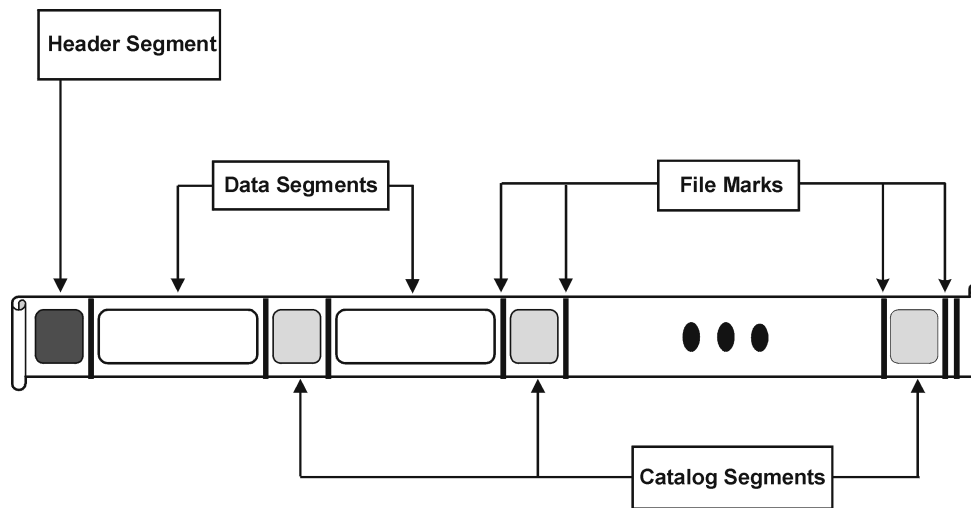 Header Segment
Data Segments
File Marks
Catalog Segments